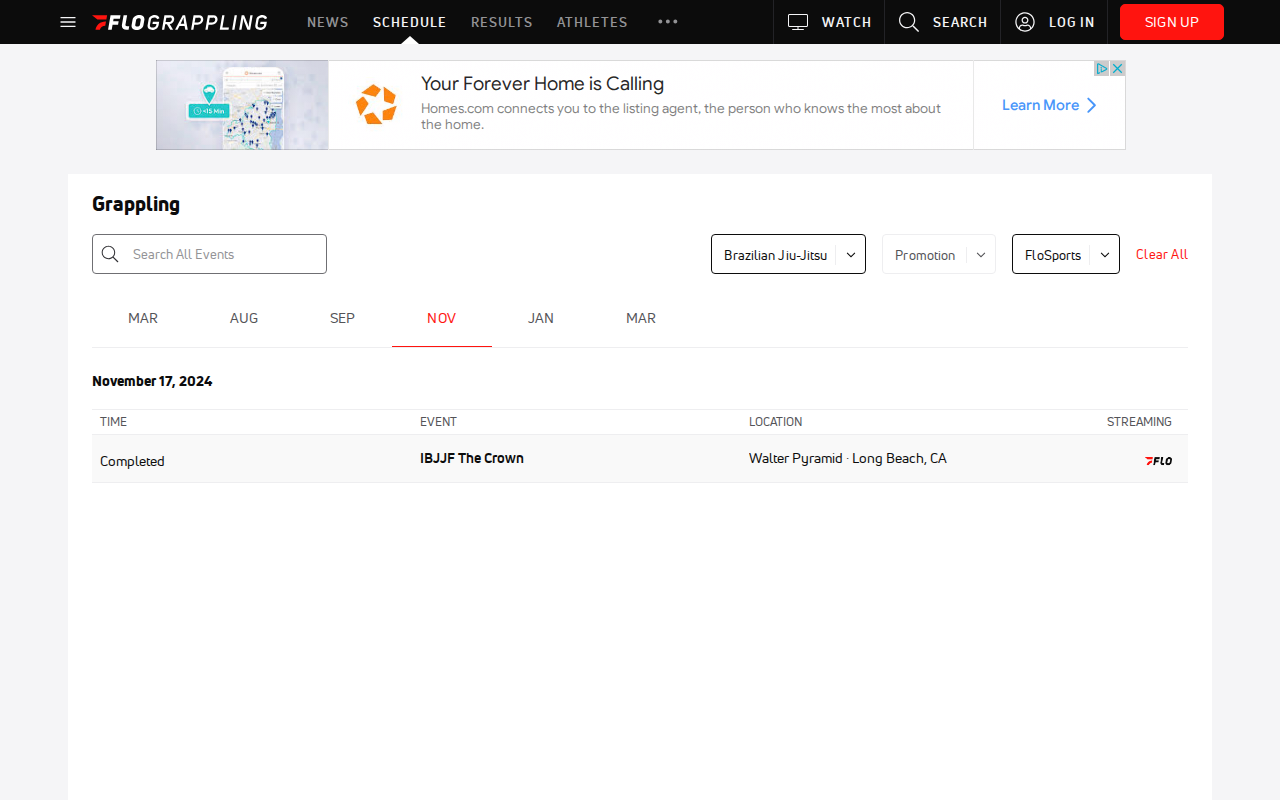 FLOGRAPPLING
NEWS
SCHEDULE
RESULTS
ATHLETES
WATCH
SEARCH
LOG IN
SIGN UP
Your Forever Home is Calling
Homes.com connects you to the listing agent, the person who knows the most about
the home.
Learn More
Grappling
Search All Events
Brazilian Jiu-Jitsu
Promotion
FloSports
Clear All
MAR
AUG
SEP
NOV
JAN
MAR
November 17, 2024
TIME
EVENT
LOCATION
STREAMING
Completed
IBJJF The Crown
Walter Pyramid · Long Beach, CA
FLO